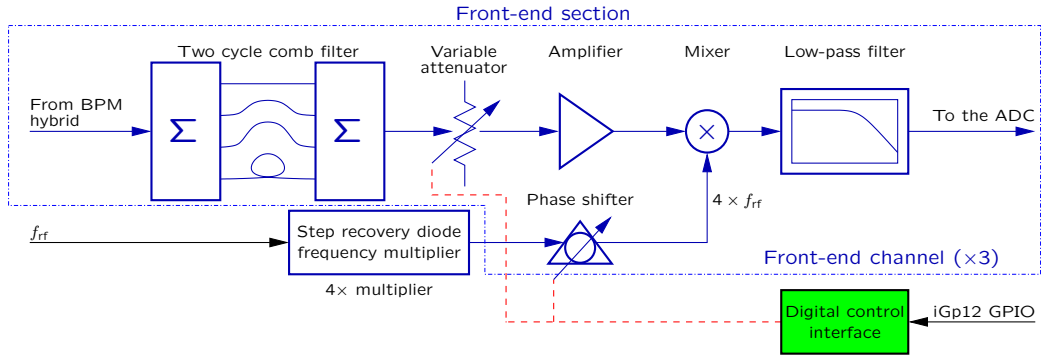 Front-end section
Two cycle comb filter
Variable
attenuator
Amplifier
Mixer
Low-pass filter
From BPM
hybrid
Σ
Σ
×
To the ADC
Phase shifter
4 × f_rf
f_rf
Step recovery diode
frequency multiplier
4× multiplier
Front-end channel (×3)
Digital control
interface
iGp12 GPIO